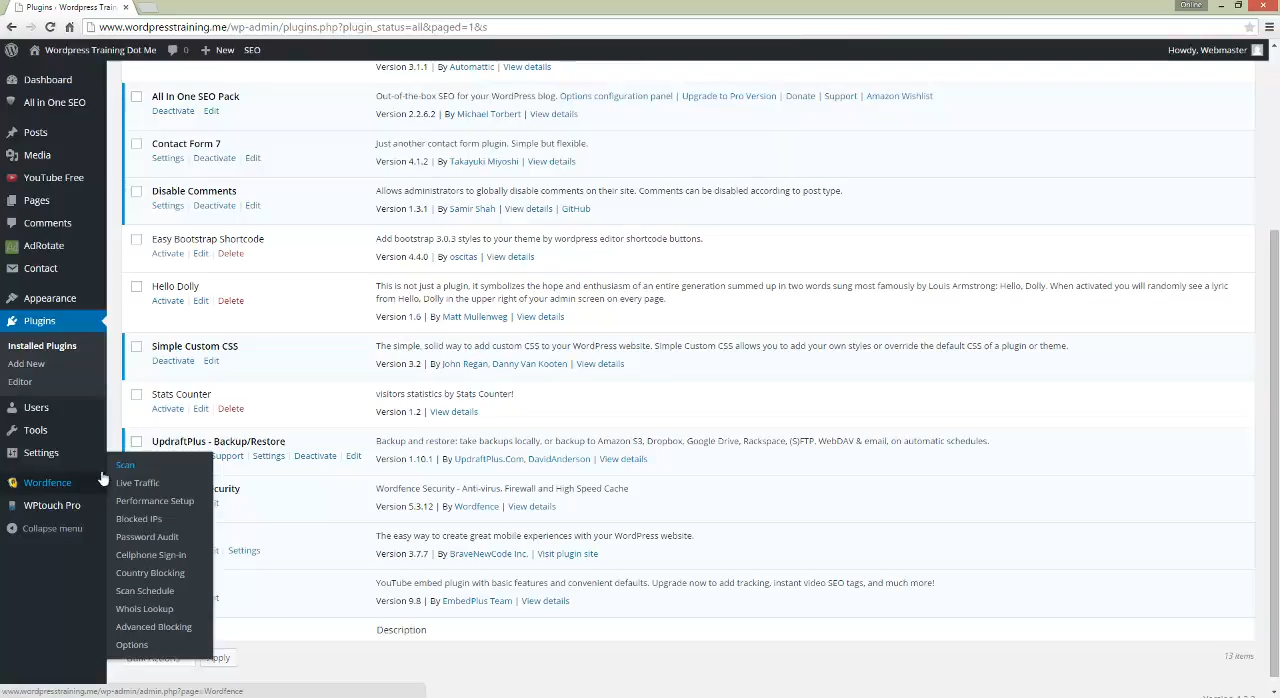 Plugins ‹ Wordpress Train
Online
www.wordpresstraining.me/wp-admin/plugins.php?plugin_status=all&paged=1&s
Wordpress Training Dot Me
0
New
SEO
Howdy, Webmaster
Dashboard
All in One SEO
Posts
Media
YouTube Free
Pages
Comments
AdRotate
Contact
Appearance
Plugins
Installed Plugins
Add New
Editor
Users
Tools
Settings
Wordfence
WPtouch Pro
Collapse menu
Scan
Live Traffic
Performance Setup
Blocked IPs
Password Audit
Cellphone Sign-in
Country Blocking
Scan Schedule
Whois Lookup
Advanced Blocking
Options
Version 3.1.1 | By Automattic | View details
All In One SEO Pack
Deactivate | Edit
Out-of-the-box SEO for your WordPress blog. Options configuration panel | Upgrade to Pro Version | Donate | Support | Amazon Wishlist
Version 2.2.6.2 | By Michael Torbert | View details
Contact Form 7
Settings | Deactivate | Edit
Just another contact form plugin. Simple but flexible.
Version 4.1.2 | By Takayuki Miyoshi | View details
Disable Comments
Settings | Deactivate | Edit
Allows administrators to globally disable comments on their site. Comments can be disabled according to post type.
Version 1.3.1 | By Samir Shah | View details | GitHub
Easy Bootstrap Shortcode
Activate | Edit | Delete
Add bootstrap 3.0.3 styles to your theme by wordpress editor shortcode buttons.
Version 4.4.0 | By oscitas | View details
Hello Dolly
Activate | Edit | Delete
This is not just a plugin, it symbolizes the hope and enthusiasm of an entire generation summed up in two words sung most famously by Louis Armstrong: Hello, Dolly. When activated you will randomly see a lyric
from Hello, Dolly in the upper right of your admin screen on every page.
Version 1.6 | By Matt Mullenweg | View details
Simple Custom CSS
Deactivate | Edit
The simple, solid way to add custom CSS to your WordPress website. Simple Custom CSS allows you to add your own styles or override the default CSS of a plugin or theme.
Version 3.2 | By John Regan, Danny Van Kooten | View details
Stats Counter
Activate | Edit | Delete
visitors statistics by Stats Counter!
Version 1.2 | View details
UpdraftPlus - Backup/Restore
upport | Settings | Deactivate | Edit
Backup and restore: take backups locally, or backup to Amazon S3, Dropbox, Google Drive, Rackspace, (S)FTP, WebDAV & email, on automatic schedules.
Version 1.10.1 | By UpdraftPlus.Com, DavidAnderson | View details
curity
Wordfence Security - Anti-virus, Firewall and High Speed Cache
Version 5.3.12 | By Wordfence | View details
Settings
The easy way to create great mobile experiences with your WordPress website.
Version 3.7.7 | By BraveNewCode Inc. | Visit plugin site
YouTube embed plugin with basic features and convenient defaults. Upgrade now to add tracking, instant video SEO tags, and much more!
Version 9.8 | By EmbedPlus Team | View details
Description
Apply
13 items
www.wordpresstraining.me/wp-admin/admin.php?page=Wordfence